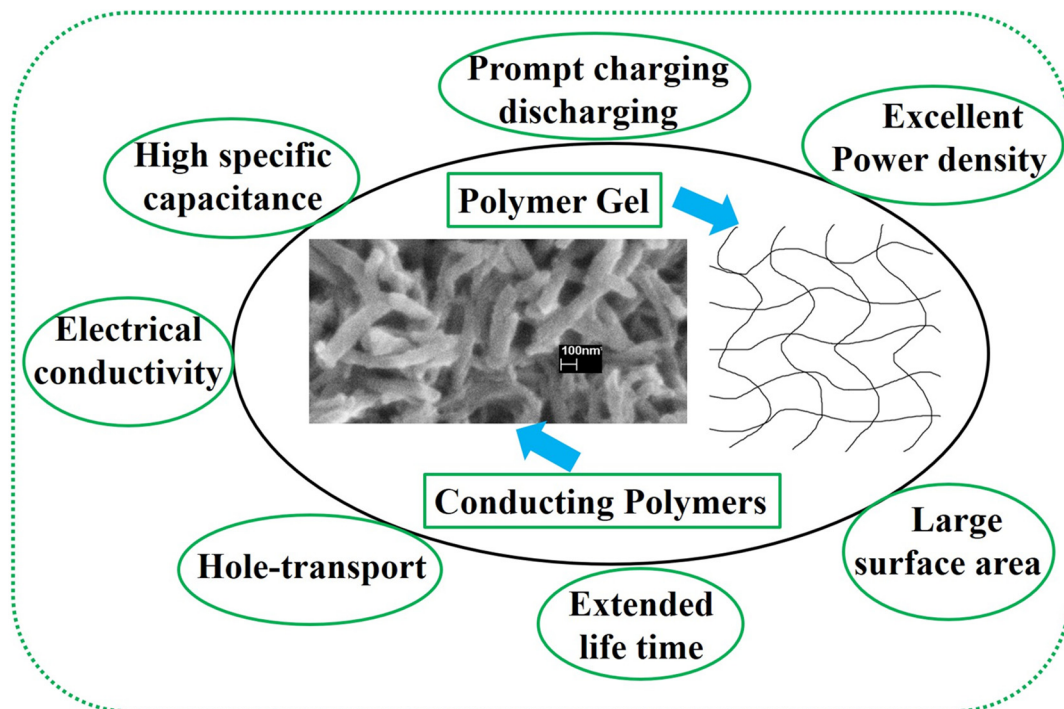 Prompt charging
discharging
Excellent
Power density
High specific
capacitance
Polymer Gel
100nm
Electrical
conductivity
Conducting Polymers
Large
surface area
Hole-transport
Extended
life time